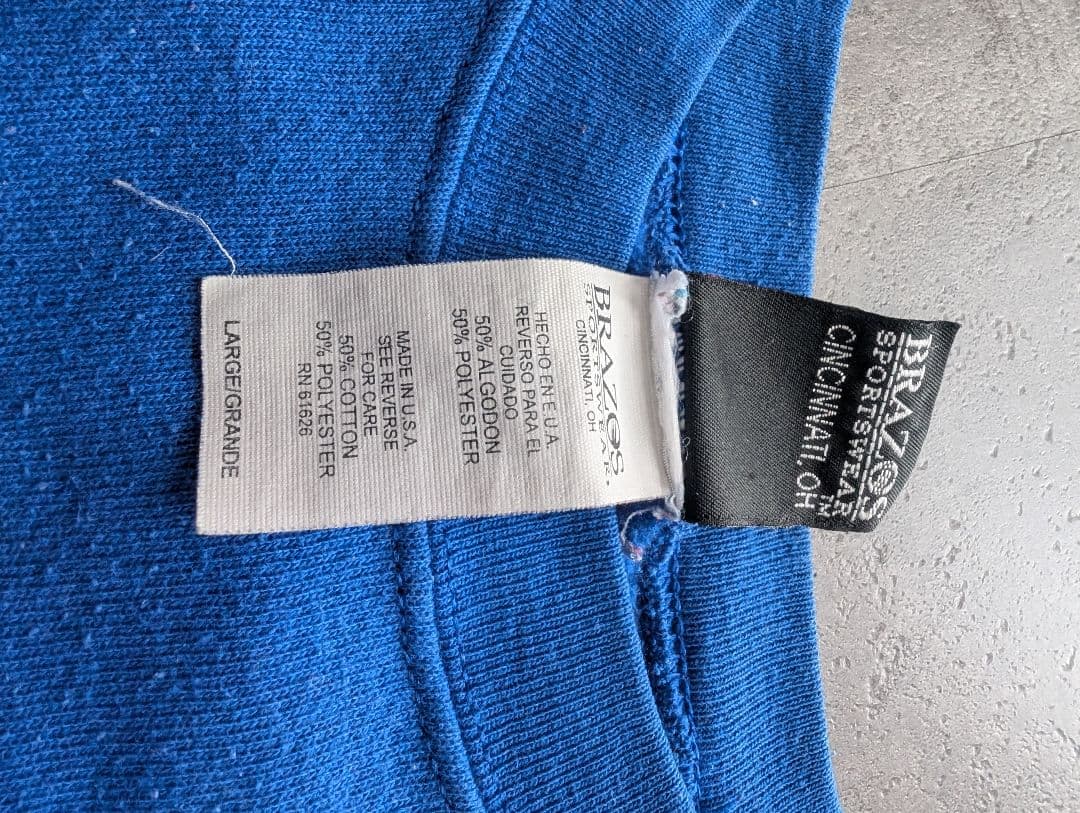 BRAZOS
SPORTSWEAR®
CINCINNATI, OH
HECHO EN E.U.A.
REVERSO PARA EL
CUIDADO
50% ALGODON
50% POLYESTER
MADE IN U.S.A.
SEE REVERSE
FOR CARE
50% COTTON
50% POLYESTER
RN 61626
LARGE/GRANDE
BRAZOS
SPORTSWEAR
TM
CINCINNATI, OH